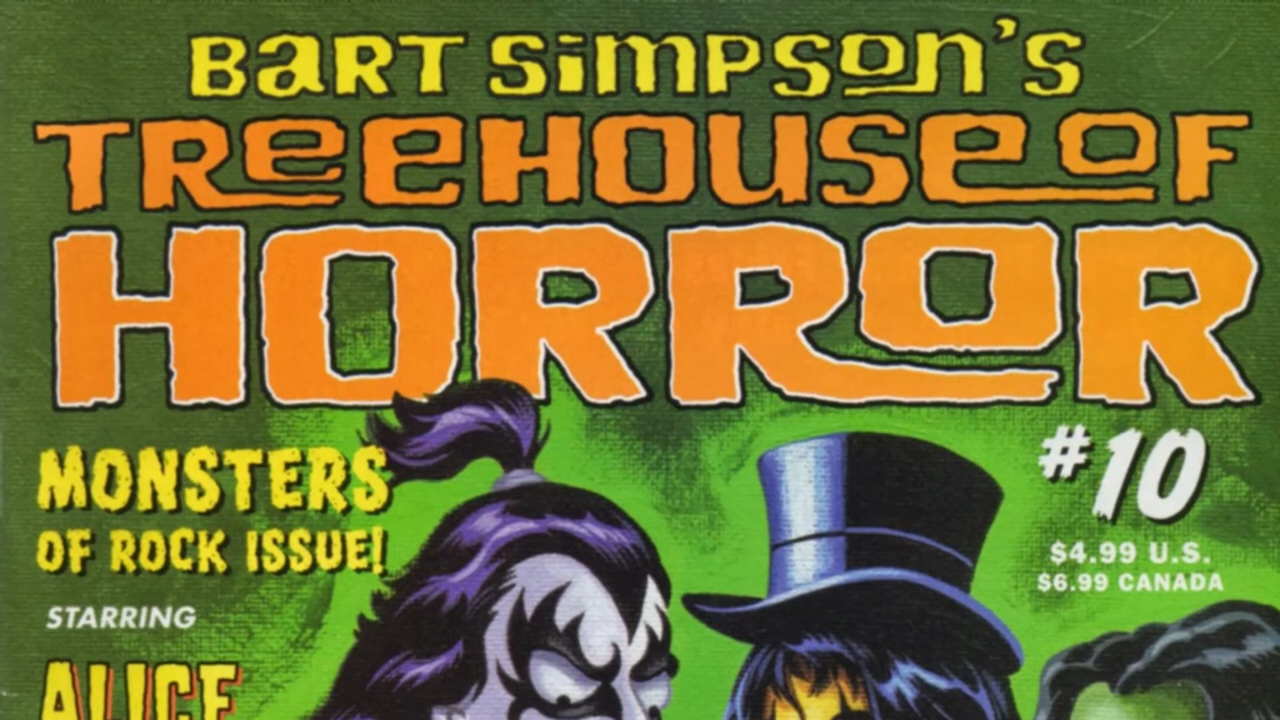 BART SIMPSON'S
TREEHOUSE OF
HORROR
MONSTERS
OF ROCK ISSUE!
STARRING
ALICE
#10
$4.99 U.S.
$6.99 CANADA